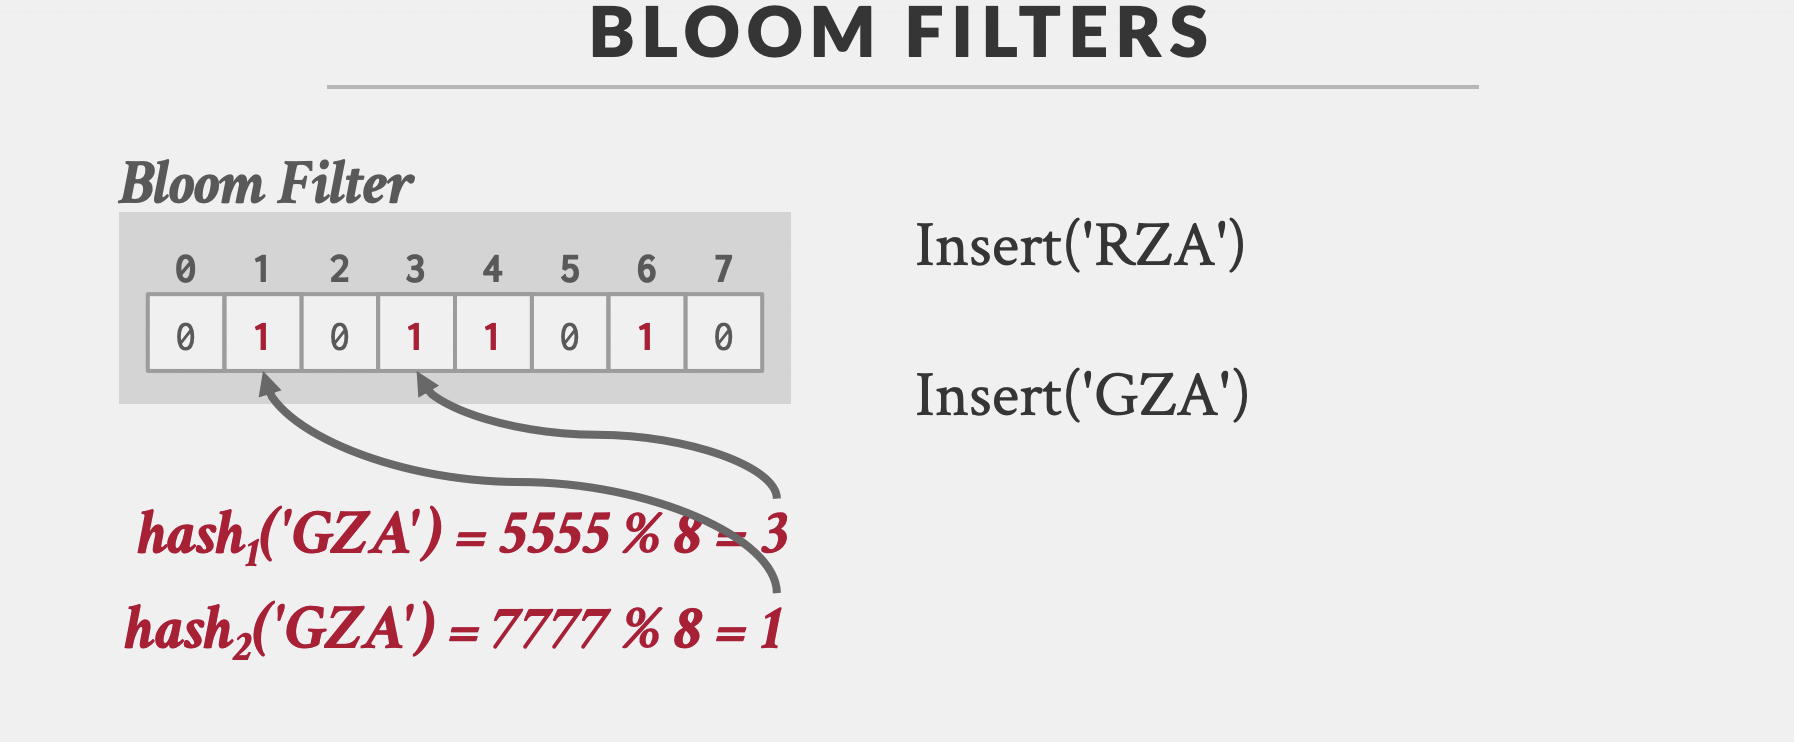 BLOOM FILTERS
Bloom Filter
0 1 2 3 4 5 6 7
0 1 0 1 1 0 1 0
Insert('RZA')
Insert('GZA')
hash1('GZA') = 5555 % 8 = 3
hash2('GZA') = 7777 % 8 = 1